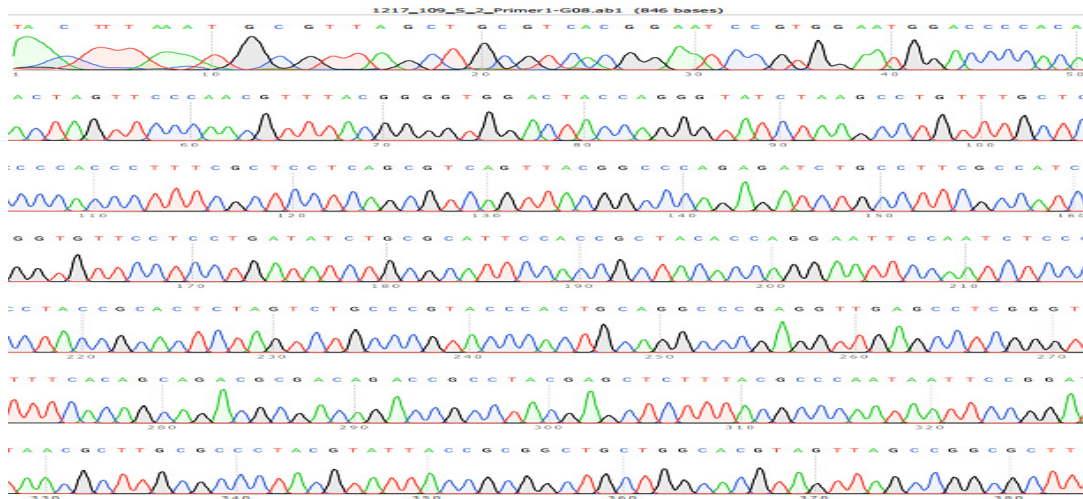 1217_109_S_2_Primer1-G08.ab1 (846 bases)
TA C TTT AAA T G C G T T A G C T G C G T C A C G G A A T C C G T G G A A T G G A C C C C A C A
1 10 20 30 40 50
A C T A G T T C C C A A C G T T T A C G G G G T G G A C T A C C A G G G T A T C T A A G C C T G T T T G C T C
60 70 80 90 100
C C C C A C C C T T T C G C T C C T C A G C G T C A G T T A C G G C C C A G A G A T C T G C C T T C G C C A T C
110 120 130 140 150 160
G G T G T T C C T C C T G A T A T C T G C G C A T T C C A C C G C T A C A C C A G G A A T T C C A A T C T C C C
170 180 190 200 210
C C T A C C G C A C T C T A G T C T G C C C G T A C C C A C T G C A G G C C C G A G G T T G A G C C T C G G G T
220 230 240 250 260 270
T T T C A C A G C A G A C G C G A C A G A C C G C C T A C G A G C T C T T T A C G C C C A A T A A T T C C G G A T
280 290 300 310 320
T A A C G C T T G C G C C C T A C G T A T T A C C G C G G C T G C T G G C A C G T A G T T A G C C G G C G C T T
330 340 350 360 370 380